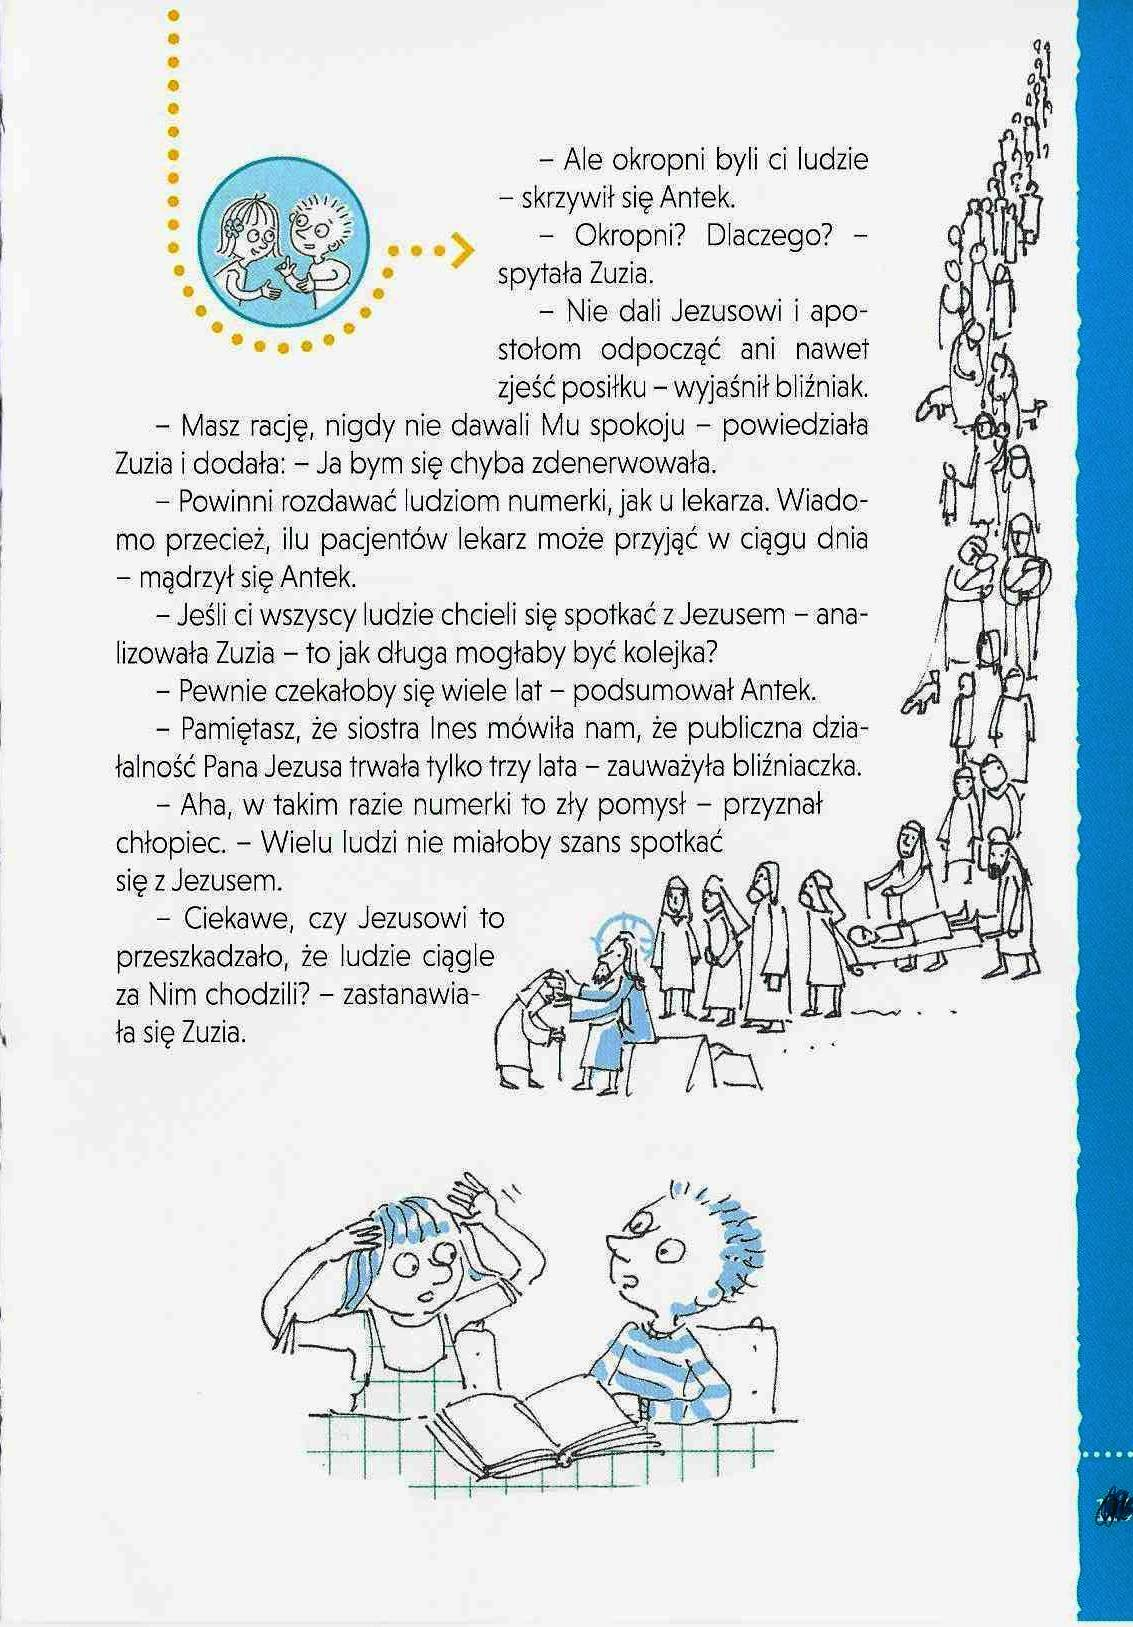 – Ale okropni byli ci ludzie
– skrzywił się Antek.
– Okropni? Dlaczego? –
spytała Zuzia.
– Nie dali Jezusowi i apo-
stołom odpocząć ani nawet
zjeść posiłku – wyjaśnił bliźniak.
– Masz rację, nigdy nie dawali Mu spokoju – powiedziała
Zuzia i dodała: – Ja bym się chyba zdenerwowała.
– Powinni rozdawać ludziom numerki, jak u lekarza. Wiado-
mo przecież, ilu pacjentów lekarz może przyjąć w ciągu dnia
– mądrzył się Antek.
– Jeśli ci wszyscy ludzie chcieli się spotkać z Jezusem – ana-
lizowała Zuzia – to jak długa mogłaby być kolejka?
– Pewnie czekałoby się wiele lat – podsumował Antek.
– Pamiętasz, że siostra Ines mówiła nam, że publiczna dzia-
łalność Pana Jezusa trwała tylko trzy lata – zauważyła bliźniaczka.
– Aha, w takim razie numerki to zły pomysł – przyznał
chłopiec. – Wielu ludzi nie miałoby szans spotkać
się z Jezusem.
– Ciekawe, czy Jezusowi to
przeszkadzało, że ludzie ciągle
za Nim chodzili? – zastanawia-
ła się Zuzia.